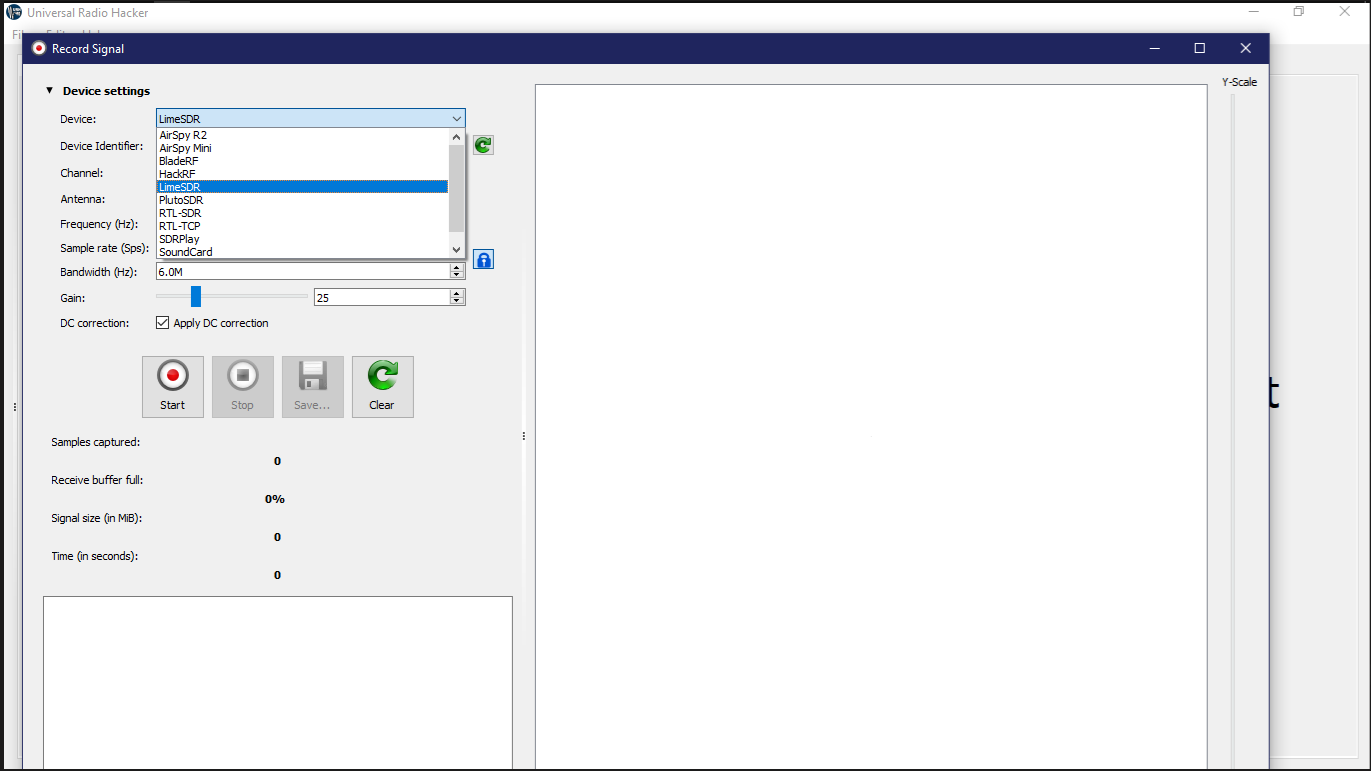 Universal Radio Hacker
Record Signal
Device settings
Y-Scale
Device:
LimeSDR
AirSpy R2
AirSpy Mini
BladeRF
HackRF
LimeSDR
PlutoSDR
RTL-SDR
RTL-TCP
SDRPlay
SoundCard
Device Identifier:
Channel:
Antenna:
Frequency (Hz):
Sample rate (Sps):
Bandwidth (Hz):
6.0M
Gain:
25
DC correction:
Apply DC correction
Start
Stop
Save...
Clear
t
Samples captured:
0
Receive buffer full:
0%
Signal size (in MiB):
0
Time (in seconds):
0